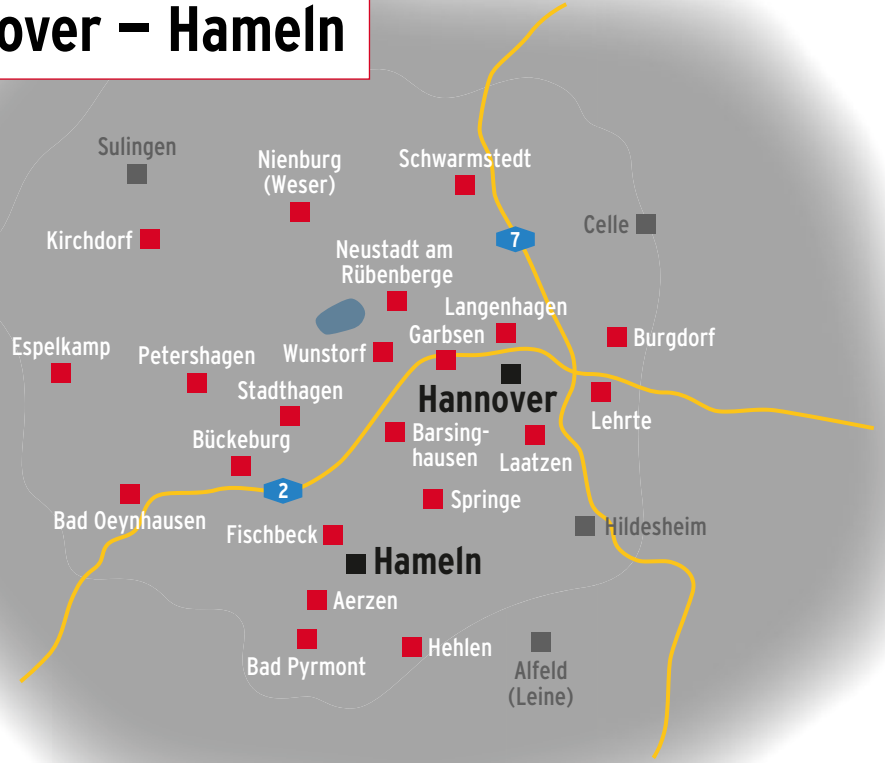 over – Hameln
Sulingen
Nienburg
(Weser)
Schwarmstedt
Kirchdorf
Celle
7
Neustadt am
Rübenberge
Langenhagen
Garbsen
Burgdorf
Espelkamp
Petershagen
Wunstorf
Stadthagen
Hannover
Lehrte
Bückeburg
Barsing-
hausen
Laatzen
2
Springe
Bad Oeynhausen
Fischbeck
Hildesheim
Hameln
Aerzen
Hehlen
Bad Pyrmont
Alfeld
(Leine)